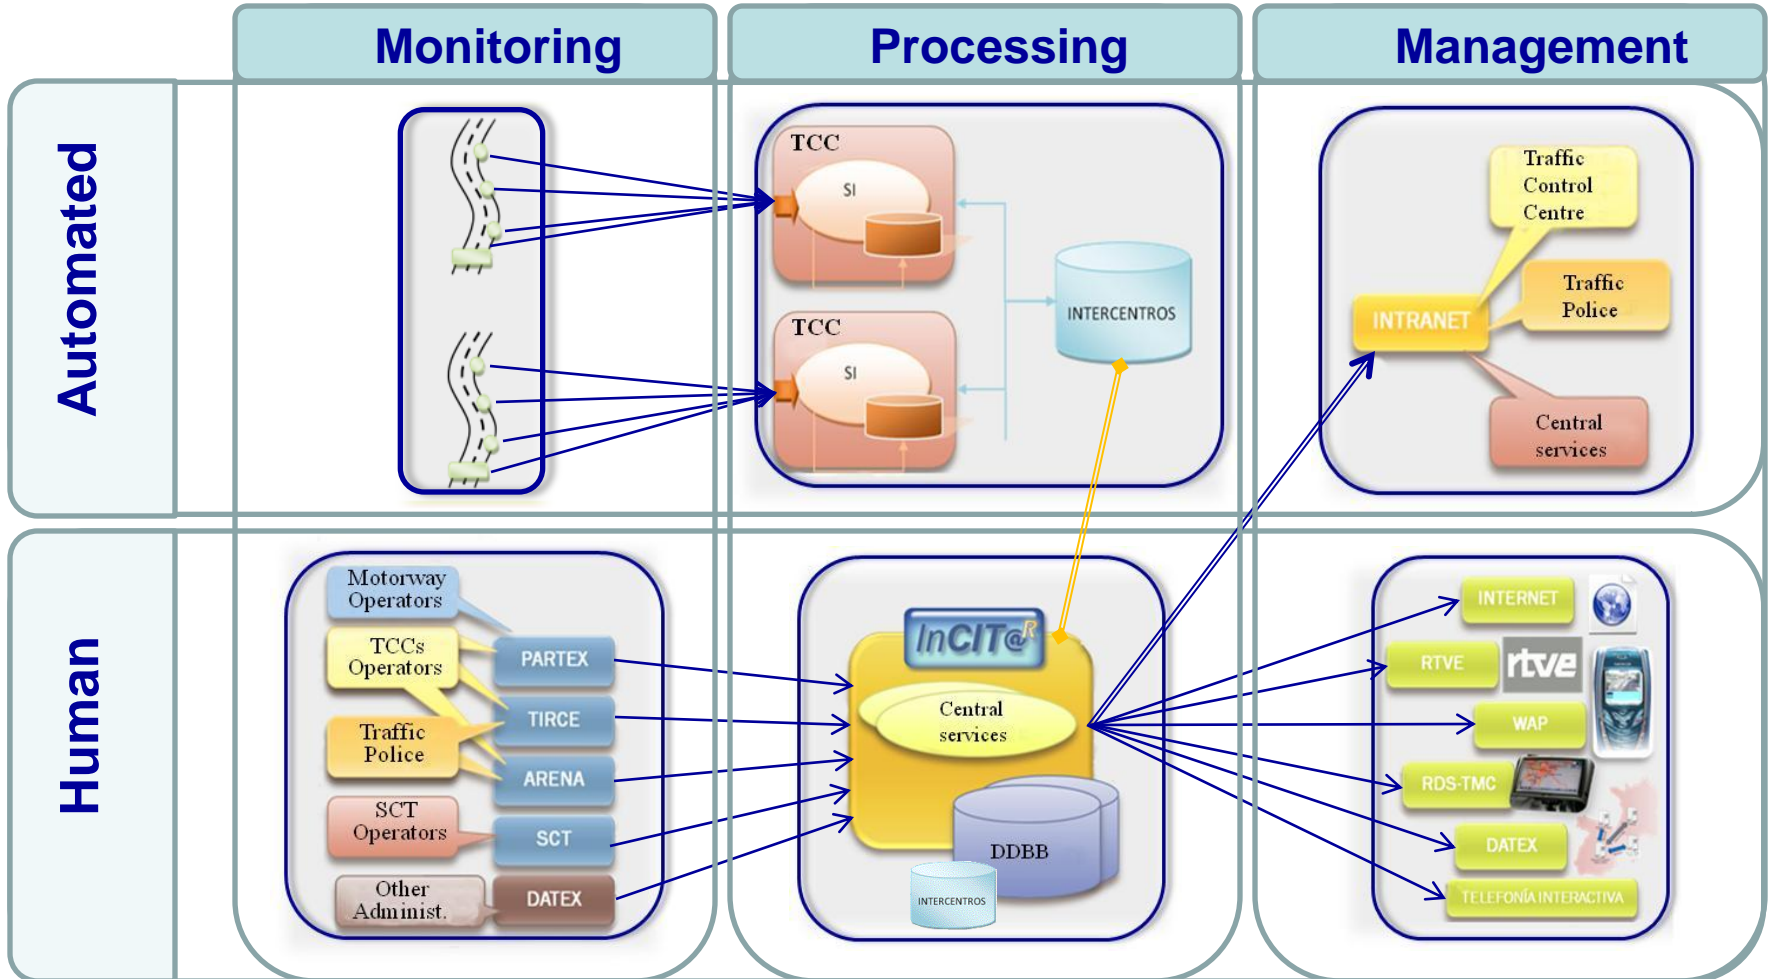 Monitoring
Processing
Management
Automated
TCC
SI
TCC
SI
INTERCENTROS
Traffic
Control
Centre
Traffic
Police
INTRANET
Central
services
Human
Motorway
Operators
TCCs
Operators
Traffic
Police
SCT
Operators
Other
Administ.
PARTEX
TIRCE
ARENA
SCT
DATEX
InCIT@R
Central
services
DDBB
INTERCENTROS
INTERNET
RTVE
rtve
WAP
RDS-TMC
DATEX
TELEFONÍA INTERACTIVA